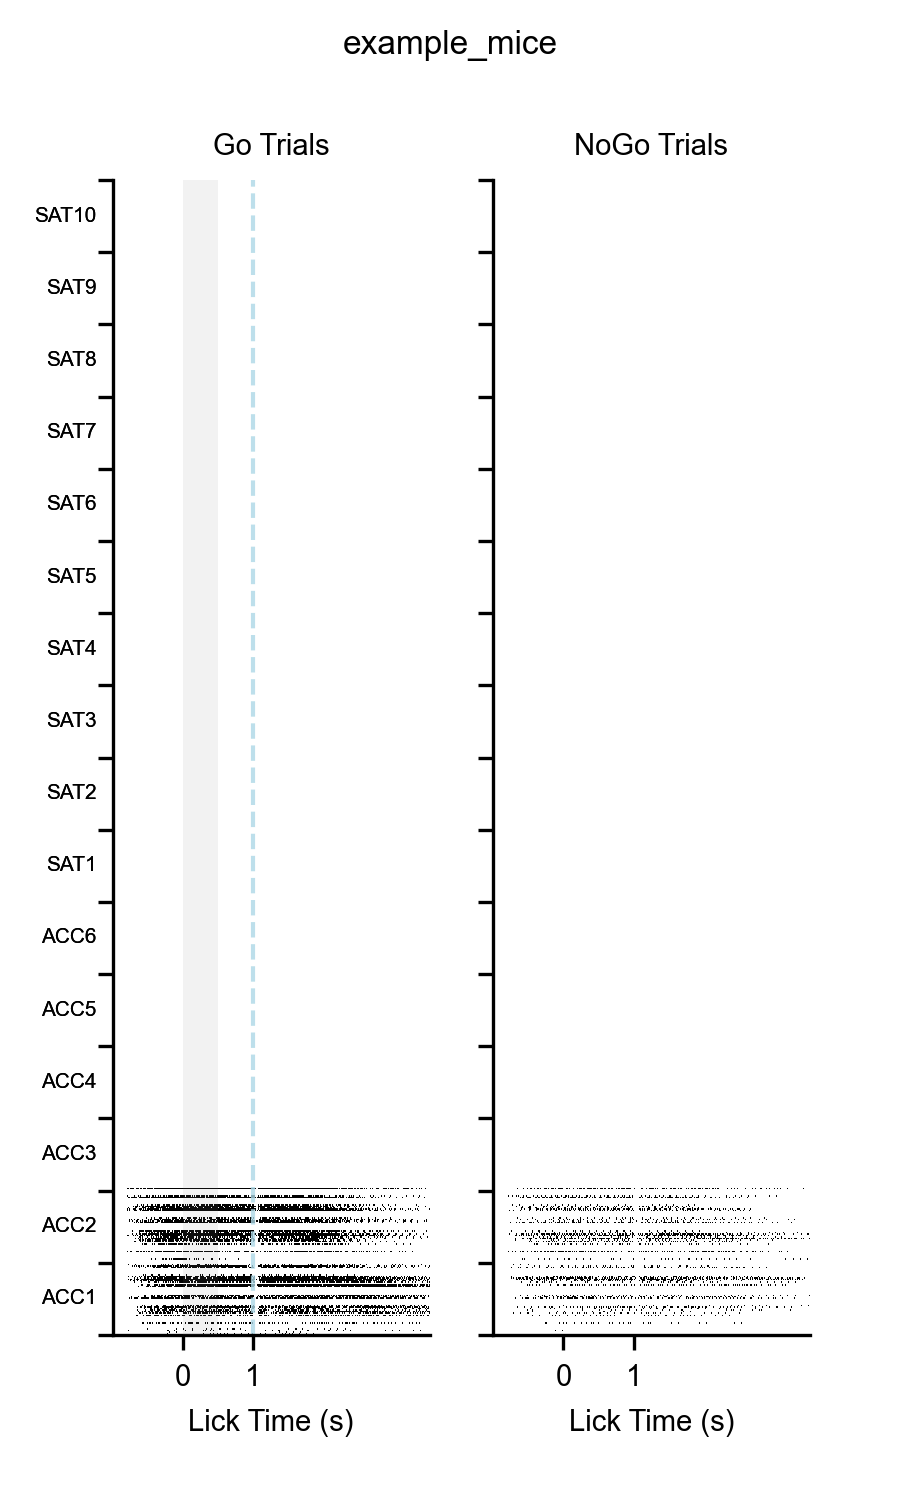 example_mice
Go Trials
NoGo Trials
SAT10
SAT9
SAT8
SAT7
SAT6
SAT5
SAT4
SAT3
SAT2
SAT1
ACC6
ACC5
ACC4
ACC3
ACC2
ACC1
0 1
0 1
Lick Time (s)
Lick Time (s)